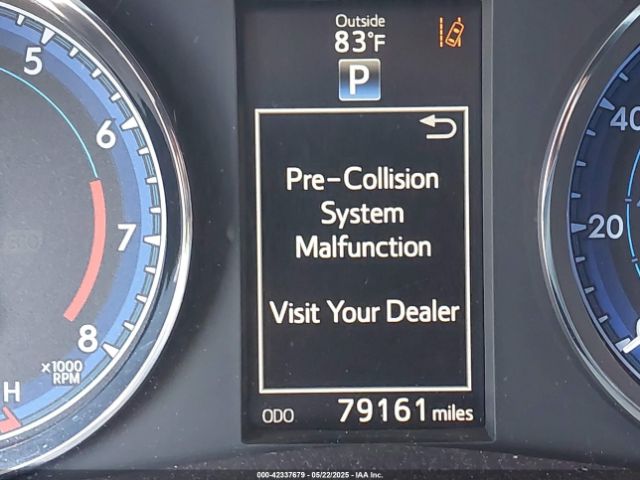 Outside
83°F
P
5
6
7
8
x1000
RPM
H
Pre-Collision
System
Malfunction
Visit Your Dealer
ODO 79161 miles
40
20
000-42337679 - 05/22/2025 - IAA Inc.